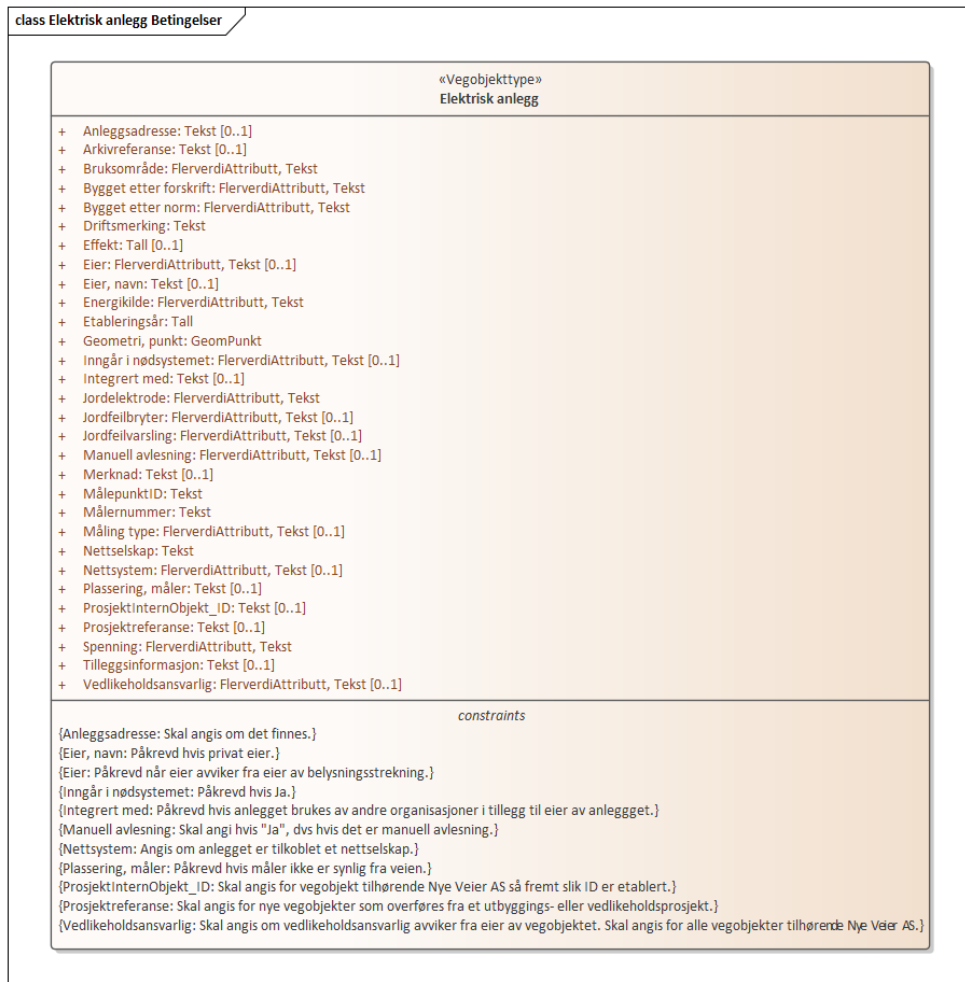 class Elektrisk anlegg Betingelser
«Vegobjekttype»
Elektrisk anlegg
+ Anleggsadresse: Tekst [0..1]
+ Arkivreferanse: Tekst [0..1]
+ Bruksområde: FlerverdiAttributt, Tekst
+ Bygget etter forskrift: FlerverdiAttributt, Tekst
+ Bygget etter norm: FlerverdiAttributt, Tekst
+ Driftsmerking: Tekst
+ Effekt: Tall [0..1]
+ Eier: FlerverdiAttributt, Tekst [0..1]
+ Eier, navn: Tekst [0..1]
+ Energikilde: FlerverdiAttributt, Tekst
+ Etableringsår: Tall
+ Geometri, punkt: GeomPunkt
+ Inngår i nødsystemet: FlerverdiAttributt, Tekst [0..1]
+ Integrert med: Tekst [0..1]
+ Jordelektrode: FlerverdiAttributt, Tekst
+ Jordfeilbryter: FlerverdiAttributt, Tekst [0..1]
+ Jordfeilvarsling: FlerverdiAttributt, Tekst [0..1]
+ Manuell avlesning: FlerverdiAttributt, Tekst [0..1]
+ Merknad: Tekst [0..1]
+ MålepunktID: Tekst
+ Målernummer: Tekst
+ Måling type: FlerverdiAttributt, Tekst [0..1]
+ Nettselskap: Tekst
+ Nettsystem: FlerverdiAttributt, Tekst [0..1]
+ Plassering, måler: Tekst [0..1]
+ ProsjektInternObjekt_ID: Tekst [0..1]
+ Prosjektreferanse: Tekst [0..1]
+ Spenning: FlerverdiAttributt, Tekst
+ Tilleggsinformasjon: Tekst [0..1]
+ Vedlikeholdsansvarlig: FlerverdiAttributt, Tekst [0..1]
constraints
{Anleggsadresse: Skal angis om det finnes.}
{Eier, navn: Påkrevd hvis privat eier.}
{Eier: Påkrevd når eier avviker fra eier av belysningsstrekning.}
{Inngår i nødsystemet: Påkrevd hvis Ja.}
{Integrert med: Påkrevd hvis anlegget brukes av andre organisasjoner i tillegg til eier av anleggget.}
{Manuell avlesning: Skal angi hvis "Ja", dvs hvis det er manuell avlesning.}
{Nettsystem: Angis om anlegget er tilkoblet et nettselskap.}
{Plassering, måler: Påkrevd hvis måler ikke er synlig fra veien.}
{ProsjektInternObjekt_ID: Skal angis for vegobjekt tilhørende Nye Veier AS så fremt slik ID er etablert.}
{Prosjektreferanse: Skal angis for nye vegobjekter som overføres fra et utbyggings- eller vedlikeholdsprosjekt.}
{Vedlikeholdsansvarlig: Skal angis om vedlikeholdsansvarlig avviker fra eier av vegobjektet. Skal angis for alle vegobjekter tilhørende Nye Veier AS.}